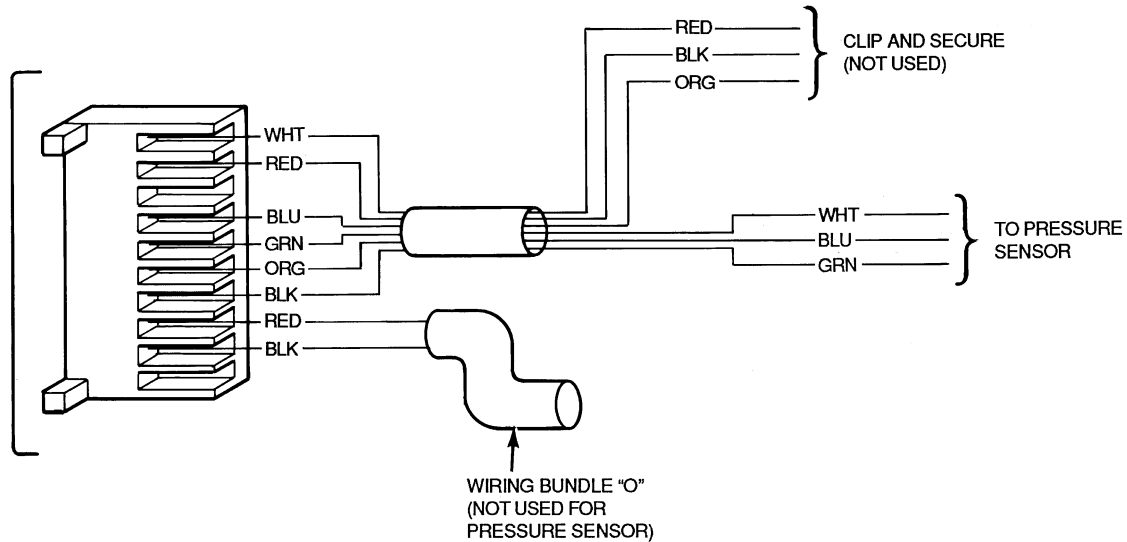 RED
BLK
ORG
CLIP AND SECURE
(NOT USED)
WHT
RED
BLU
GRN
ORG
BLK
RED
BLK
WHT
BLU
GRN
TO PRESSURE
SENSOR
WIRING BUNDLE “O”
(NOT USED FOR
PRESSURE SENSOR)